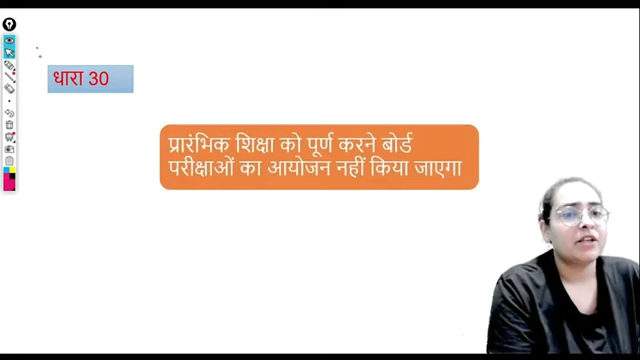 धारा 30
प्रारंभिक शिक्षा को पूर्ण करने बोर्ड
परीक्षाओं का आयोजन नहीं किया जाएगा